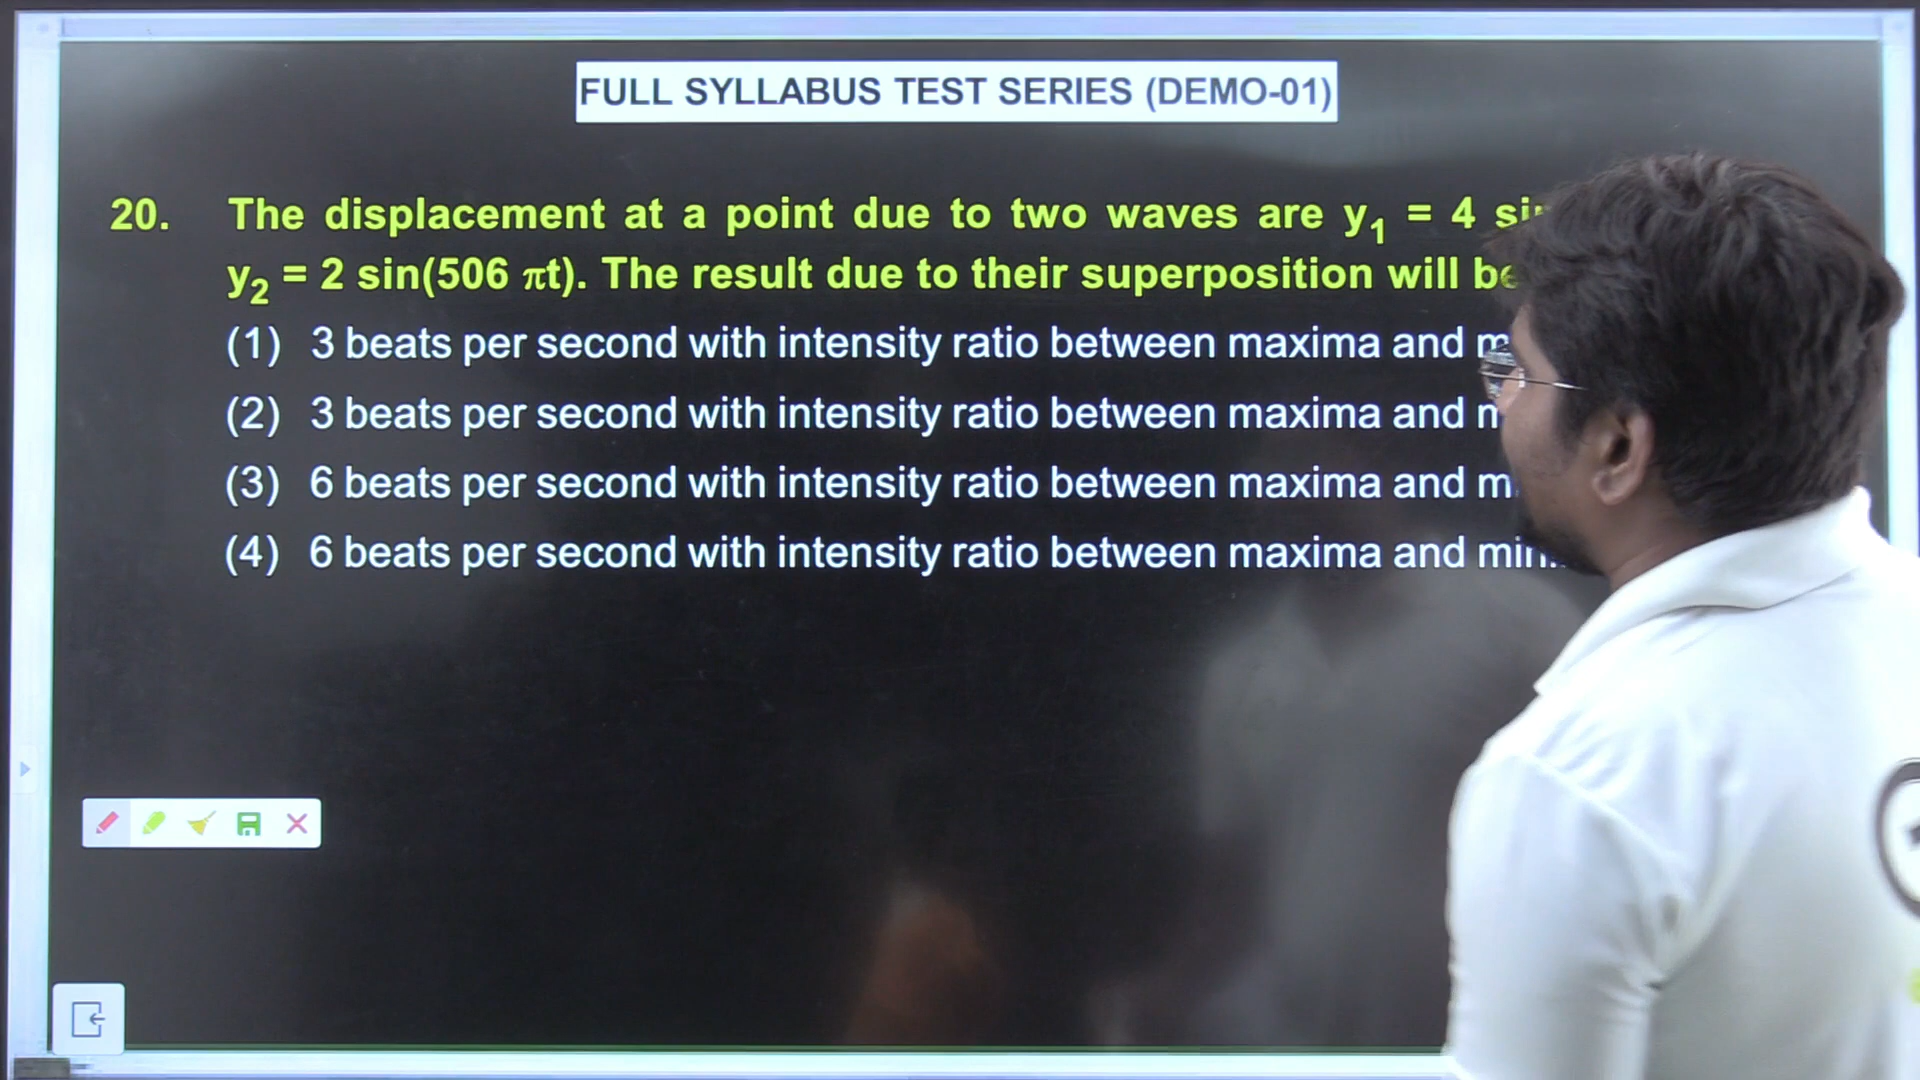 FULL SYLLABUS TEST SERIES (DEMO-01)
20. The displacement at a point due to two waves are y₁ = 4
y₂ = 2 sin(506 πt). The result due to their superposition will be
(1) 3 beats per second with intensity ratio between maxima and
(2) 3 beats per second with intensity ratio between maxima and
(3) 6 beats per second with intensity ratio between maxima and
(4) 6 beats per second with intensity ratio between maxima and